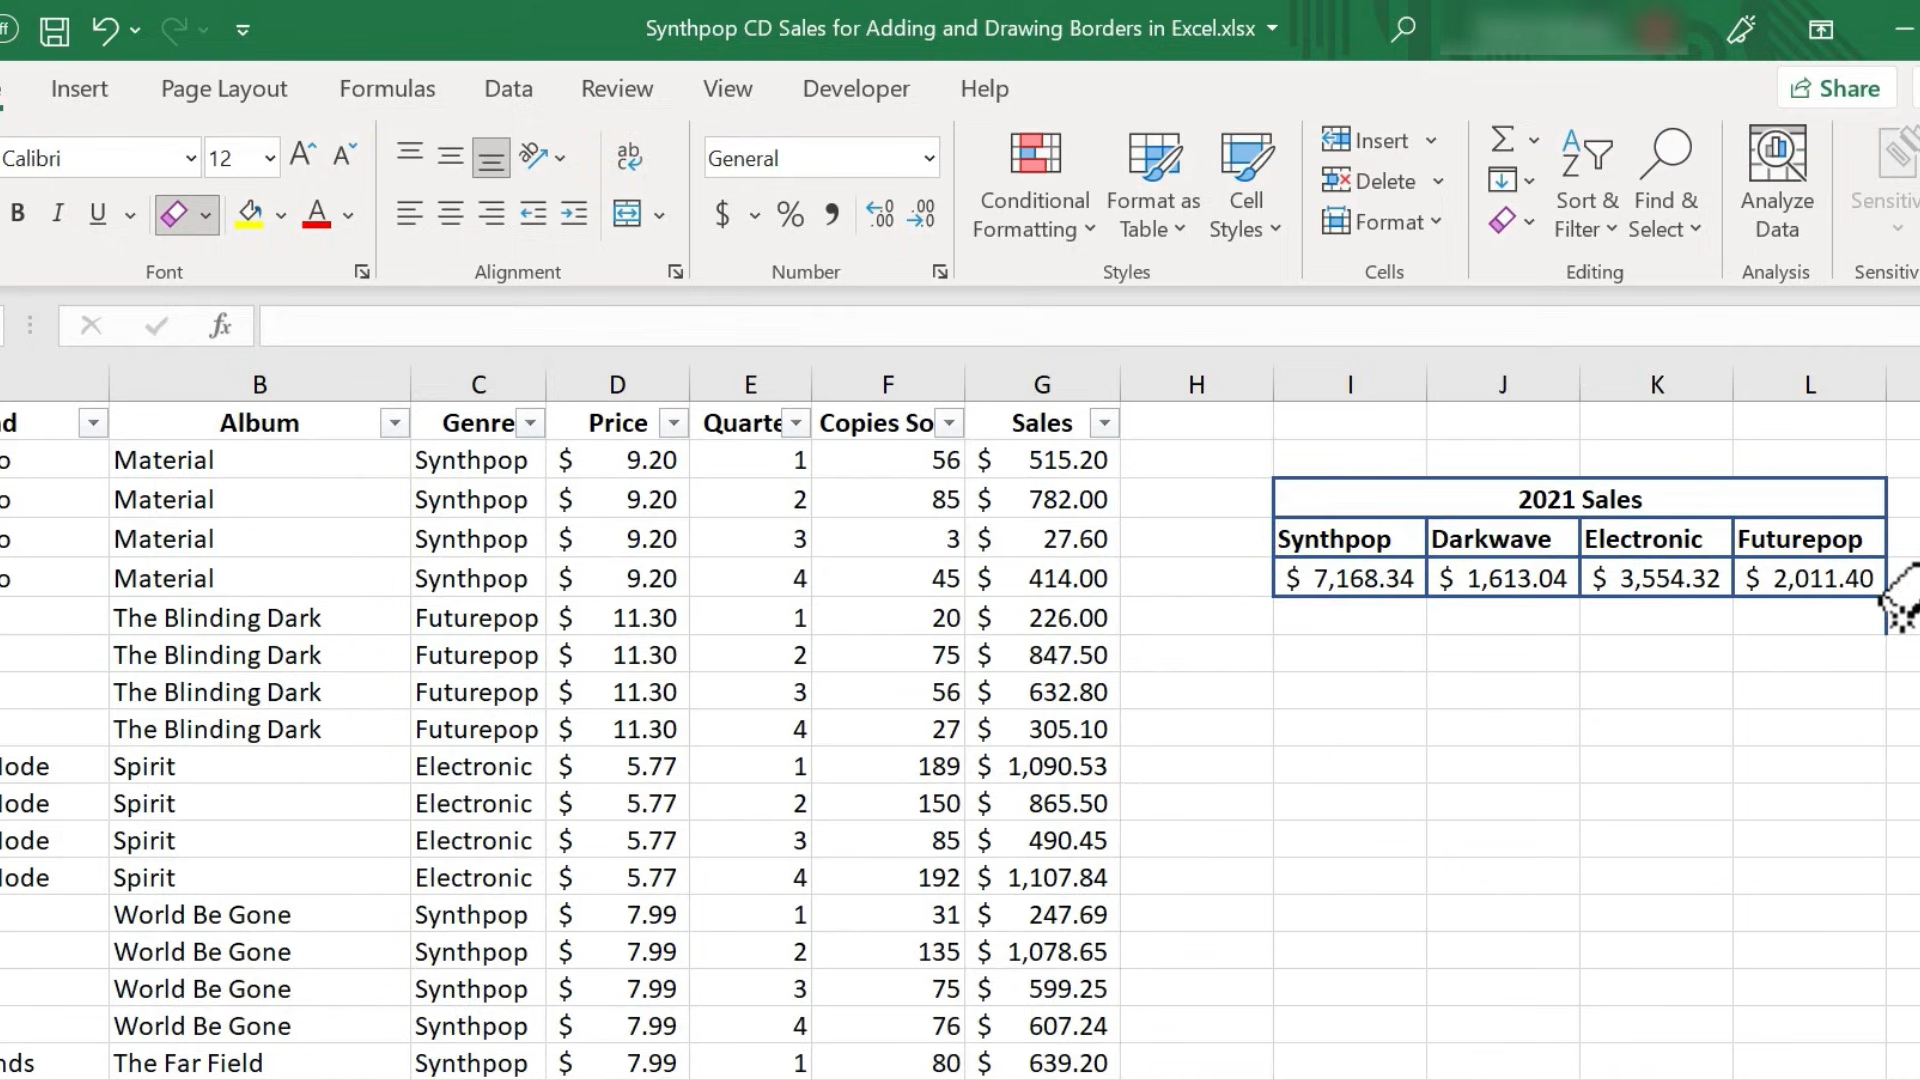 ff Synthpop CD Sales for Adding and Drawing Borders in Excel.xlsx
Insert Page Layout Formulas Data Review View Developer Help Share
Calibri 12 A A ab General Insert Σ A Z
B I U A $ % , .00 .00 Delete
Conditional Formatting Format as Table Cell Styles Format Sort & Filter Find & Select Analyze Data Sensitiv
Font Alignment Number Styles Cells Editing Analysis Sensitiv
fx
B C D E F G H I J K L
d Album Genre Price Quarte Copies So Sales
o Material Synthpop $ 9.20 1 56 $ 515.20
o Material Synthpop $ 9.20 2 85 $ 782.00 2021 Sales
o Material Synthpop $ 9.20 3 3 $ 27.60 Synthpop Darkwave Electronic Futurepop
o Material Synthpop $ 9.20 4 45 $ 414.00 $ 7,168.34 $ 1,613.04 $ 3,554.32 $ 2,011.40
The Blinding Dark Futurepop $ 11.30 1 20 $ 226.00
The Blinding Dark Futurepop $ 11.30 2 75 $ 847.50
The Blinding Dark Futurepop $ 11.30 3 56 $ 632.80
The Blinding Dark Futurepop $ 11.30 4 27 $ 305.10
lode Spirit Electronic $ 5.77 1 189 $ 1,090.53
lode Spirit Electronic $ 5.77 2 150 $ 865.50
lode Spirit Electronic $ 5.77 3 85 $ 490.45
lode Spirit Electronic $ 5.77 4 192 $ 1,107.84
World Be Gone Synthpop $ 7.99 1 31 $ 247.69
World Be Gone Synthpop $ 7.99 2 135 $ 1,078.65
World Be Gone Synthpop $ 7.99 3 75 $ 599.25
World Be Gone Synthpop $ 7.99 4 76 $ 607.24
nds The Far Field Synthpop $ 7.99 1 80 $ 639.20